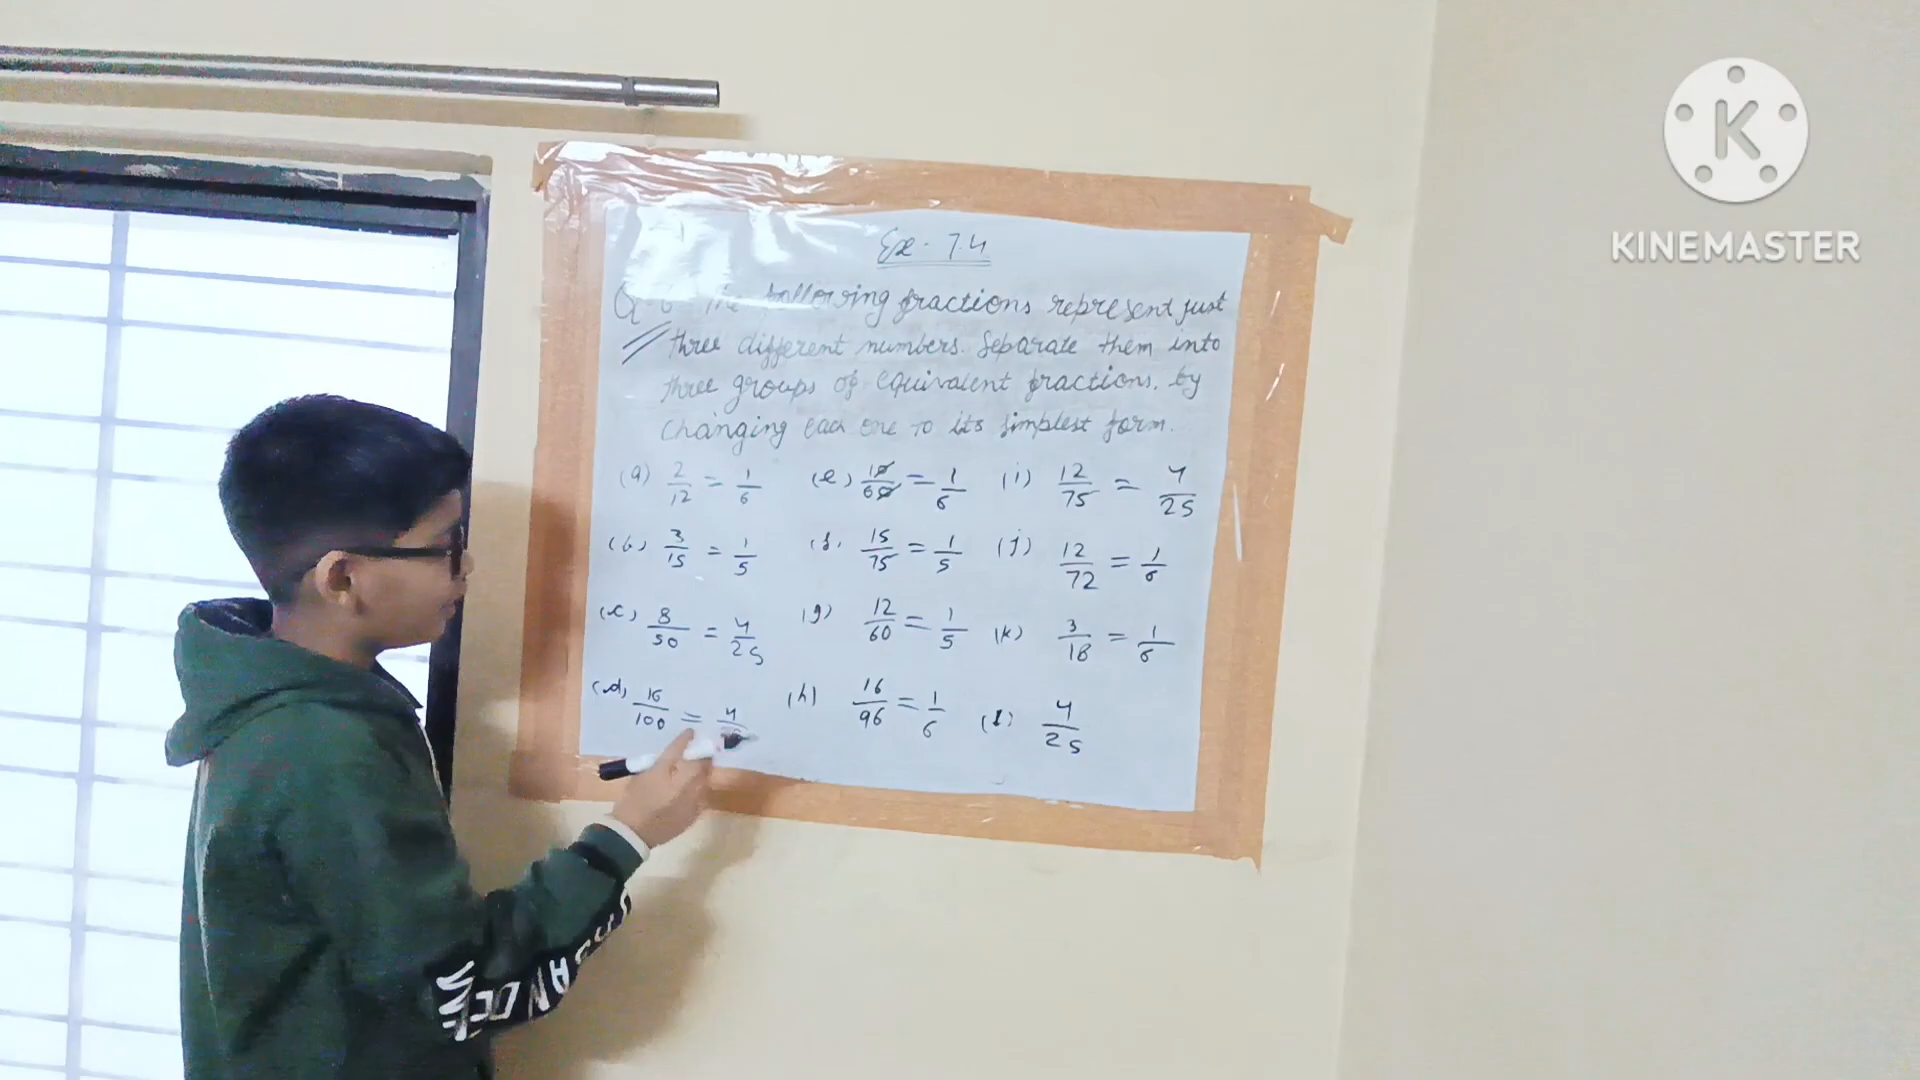 KINEMASTER
Ex. 7.4
Q-6 The following fractions represent just
three different numbers. Separate them into
three groups of equivalent fractions, by
changing each one to its simplest form.
(a) 2/12 = 1/6 (e) 10/60 = 1/6 (i) 12/75 = 4/25
(b) 3/15 = 1/5 (f) 15/75 = 1/5 (j) 12/72 = 1/6
(c) 8/50 = 4/25 (g) 12/60 = 1/5 (k) 3/18 = 1/6
(d) 16/100 = 4/ (h) 16/96 = 1/6 (l) 4/25